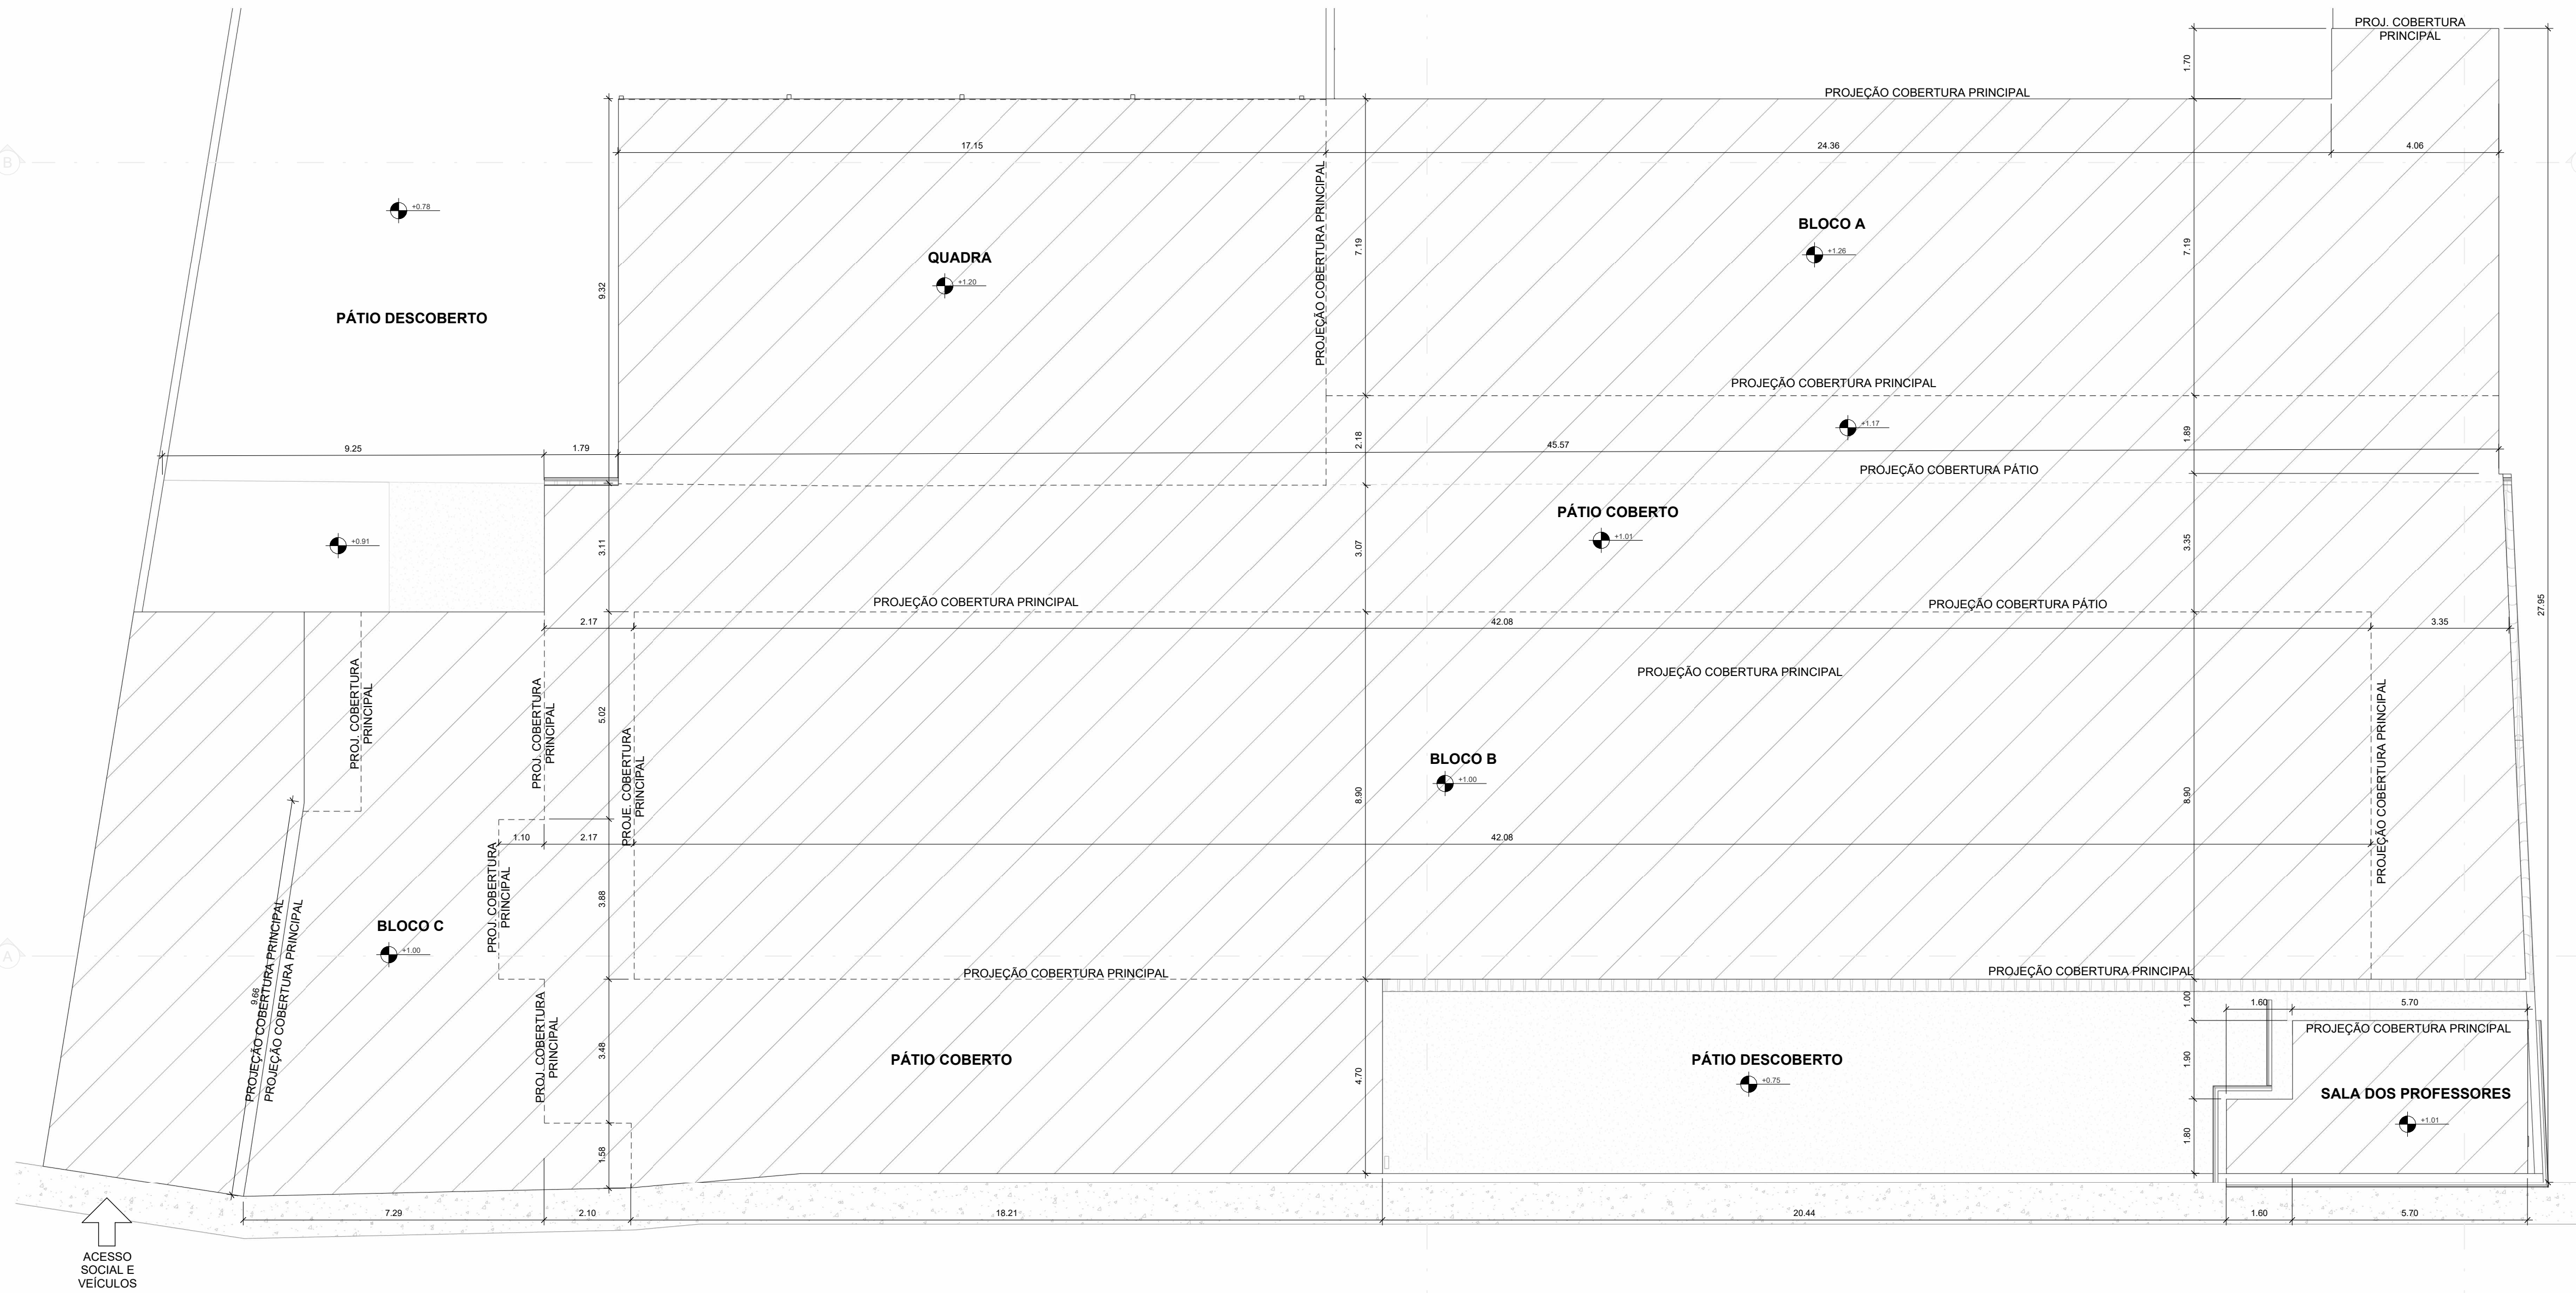 PROJ. COBERTURA
PRINCIPAL
1.70
PROJEÇÃO COBERTURA PRINCIPAL
B
17.15
24.36
4.06
PROJEÇÃO COBERTURA PRINCIPAL
+0.78
BLOCO A
+1.26
7.19
7.19
QUADRA
+1.20
9.32
PÁTIO DESCOBERTO
PROJEÇÃO COBERTURA PRINCIPAL
+1.17
2.18
1.89
9.25
1.79
45.57
PROJEÇÃO COBERTURA PÁTIO
PÁTIO COBERTO
+1.01
+0.91
3.11
3.07
3.35
PROJEÇÃO COBERTURA PRINCIPAL
PROJEÇÃO COBERTURA PÁTIO
27.95
2.17
42.08
3.35
PROJEÇÃO COBERTURA PRINCIPAL
PROJ. COBERTURA
PRINCIPAL
PROJ. COBERTURA
PRINCIPAL
5.02
PROJE. COBERTURA
PRINCIPAL
BLOCO B
+1.00
8.90
8.90
PROJEÇÃO COBERTURA PRINCIPAL
1.10
2.17
42.08
PROJ. COBERTURA
PRINCIPAL
3.88
BLOCO C
+1.00
A
PROJEÇÃO COBERTURA PRINCIPAL
PROJEÇÃO COBERTURA PRINCIPAL
9.66
PROJEÇÃO COBERTURA PRINCIPAL
PROJEÇÃO COBERTURA PRINCIPAL
PROJ. COBERTURA
PRINCIPAL
1.00
1.60
5.70
PROJEÇÃO COBERTURA PRINCIPAL
3.48
PÁTIO COBERTO
4.70
PÁTIO DESCOBERTO
+0.75
1.90
SALA DOS PROFESSORES
+1.01
1.80
1.58
7.29
2.10
18.21
20.44
1.60
5.70
ACESSO
SOCIAL E
VEÍCULOS